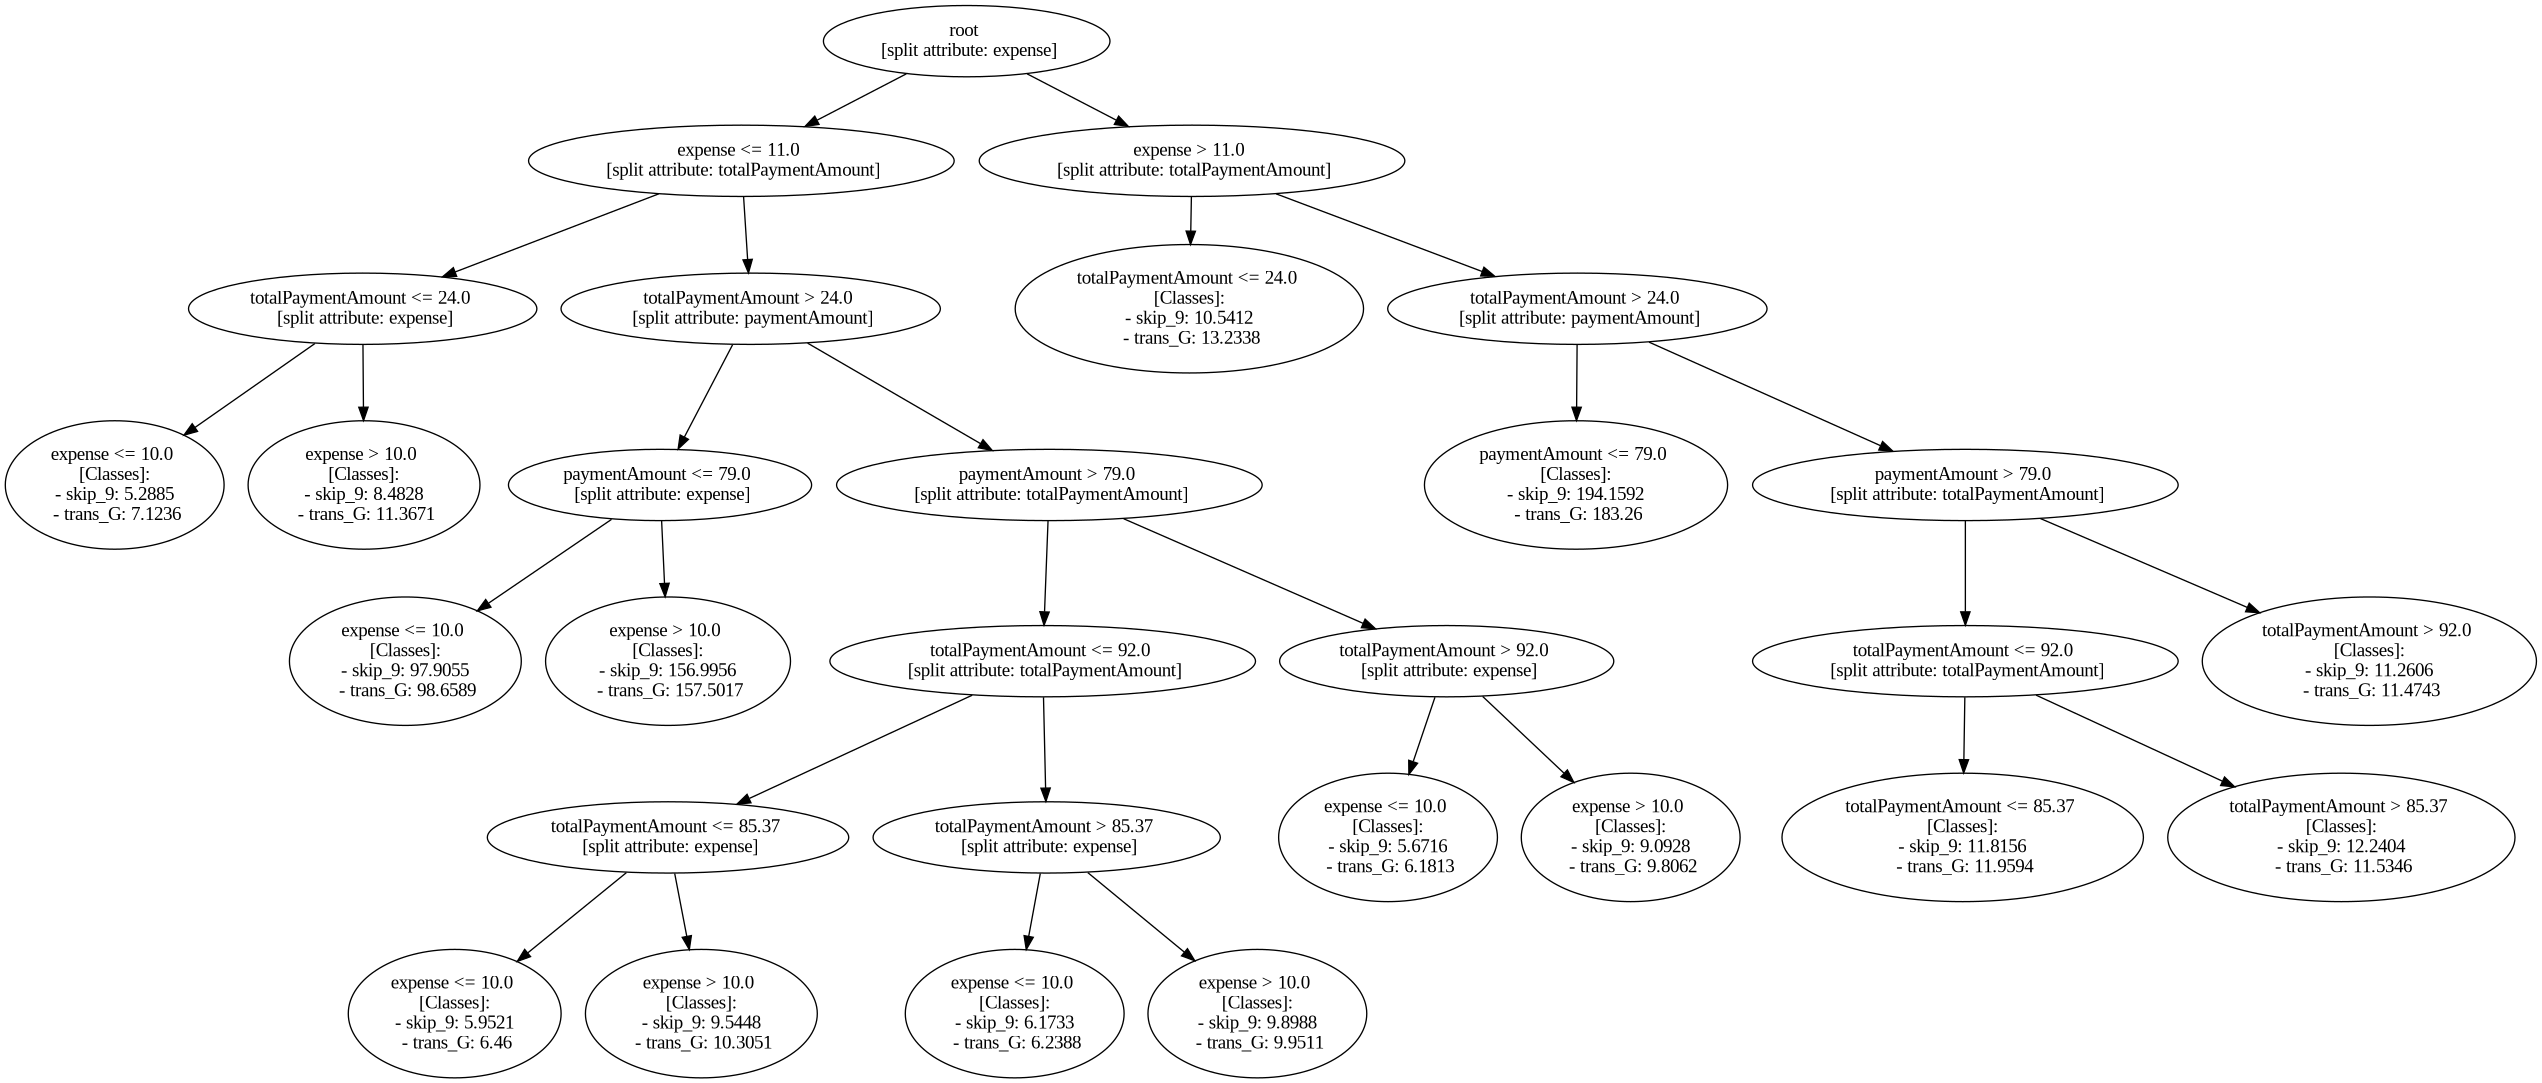 root
[split attribute: expense]
expense <= 11.0
[split attribute: totalPaymentAmount]
expense > 11.0
[split attribute: totalPaymentAmount]
totalPaymentAmount <= 24.0
[split attribute: expense]
totalPaymentAmount > 24.0
[split attribute: paymentAmount]
totalPaymentAmount <= 24.0
[Classes]:
- skip_9: 10.5412
- trans_G: 13.2338
totalPaymentAmount > 24.0
[split attribute: paymentAmount]
expense <= 10.0
[Classes]:
- skip_9: 5.2885
- trans_G: 7.1236
expense > 10.0
[Classes]:
- skip_9: 8.4828
- trans_G: 11.3671
paymentAmount <= 79.0
[split attribute: expense]
paymentAmount > 79.0
[split attribute: totalPaymentAmount]
paymentAmount <= 79.0
[Classes]:
- skip_9: 194.1592
- trans_G: 183.26
paymentAmount > 79.0
[split attribute: totalPaymentAmount]
expense <= 10.0
[Classes]:
- skip_9: 97.9055
- trans_G: 98.6589
expense > 10.0
[Classes]:
- skip_9: 156.9956
- trans_G: 157.5017
totalPaymentAmount <= 92.0
[split attribute: totalPaymentAmount]
totalPaymentAmount > 92.0
[split attribute: expense]
totalPaymentAmount <= 92.0
[split attribute: totalPaymentAmount]
totalPaymentAmount > 92.0
[Classes]:
- skip_9: 11.2606
- trans_G: 11.4743
totalPaymentAmount <= 85.37
[split attribute: expense]
totalPaymentAmount > 85.37
[split attribute: expense]
expense <= 10.0
[Classes]:
- skip_9: 5.6716
- trans_G: 6.1813
expense > 10.0
[Classes]:
- skip_9: 9.0928
- trans_G: 9.8062
totalPaymentAmount <= 85.37
[Classes]:
- skip_9: 11.8156
- trans_G: 11.9594
totalPaymentAmount > 85.37
[Classes]:
- skip_9: 12.2404
- trans_G: 11.5346
expense <= 10.0
[Classes]:
- skip_9: 5.9521
- trans_G: 6.46
expense > 10.0
[Classes]:
- skip_9: 9.5448
- trans_G: 10.3051
expense <= 10.0
[Classes]:
- skip_9: 6.1733
- trans_G: 6.2388
expense > 10.0
[Classes]:
- skip_9: 9.8988
- trans_G: 9.9511